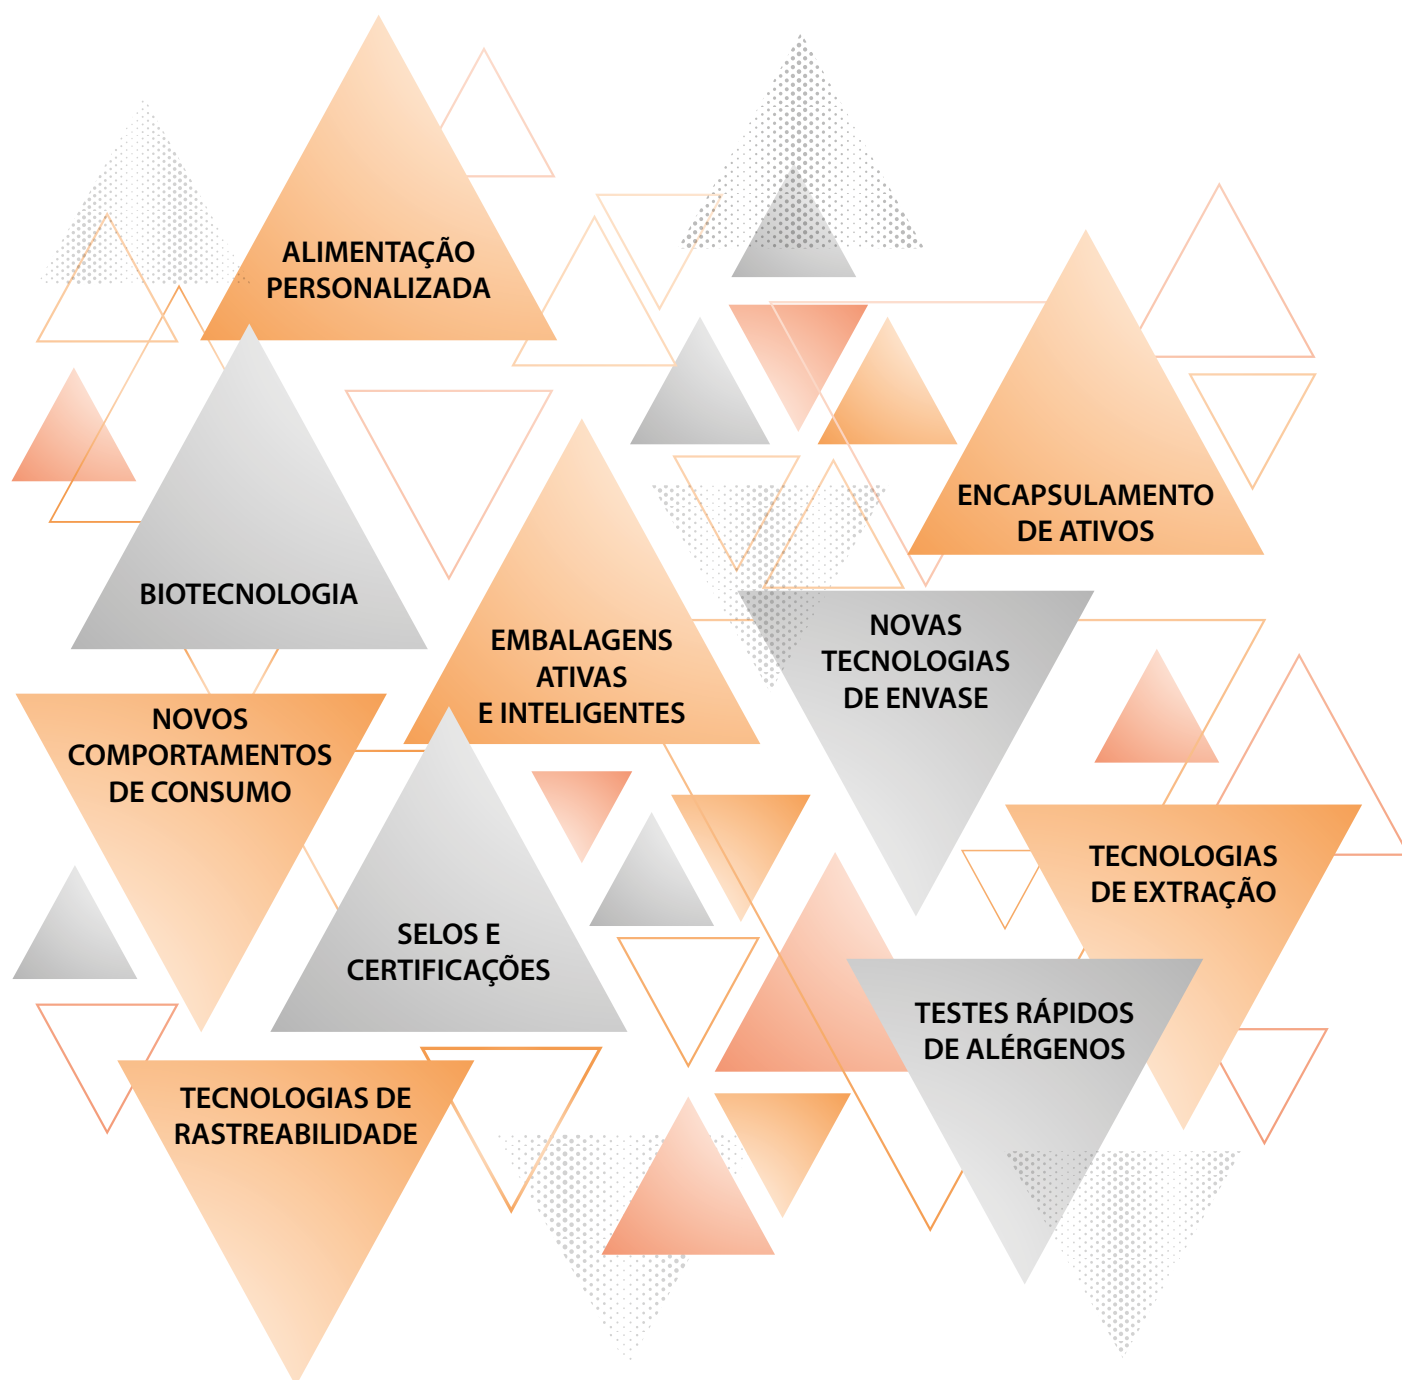 ALIMENTAÇÃO
PERSONALIZADA
ENCAPSULAMENTO
DE ATIVOS
BIOTECNOLOGIA
EMBALAGENS
ATIVAS
E INTELIGENTES
NOVAS
TECNOLOGIAS
DE ENVASE
NOVOS
COMPORTAMENTOS
DE CONSUMO
TECNOLOGIAS
DE EXTRAÇÃO
SELOS E
CERTIFICAÇÕES
TESTES RÁPIDOS
DE ALÉRGENOS
TECNOLOGIAS DE
RASTREABILIDADE